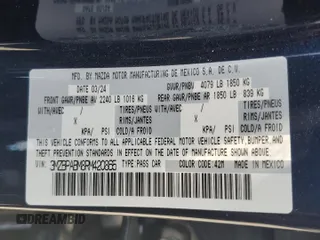 MFD. BY MAZDA MOTOR MANUFACTURING DE MEXICO S.A. DE C.V.
DATE 03/24 GVWR/PNBV 4079 LB 1850 KG
FRONT GAWR/PNBE AV 2240 LB 1016 KG REAR GAWR/PNBE AR 1850 LB 839 KG
WITH/AVEC / TIRES/PNEUS WITH/AVEC / TIRES/PNEUS
X RIMS/JANTES X RIMS/JANTES
KPA/ PSI COLD/A FROID KPA/ PSI COLD/A FROID
THIS VEHICLE CONFORMS TO ALL APPLICABLE FEDERAL MOTOR VEHICLE
SAFETY, BUMPER, AND THEFT PREVENTION STANDARDS IN EFFECT ON
THE DATE OF MANUFACTURE SHOWN ABOVE.
TYPE PASS CAR COLOR/CODE: 42M MADE IN MEXICO
DREAMBID